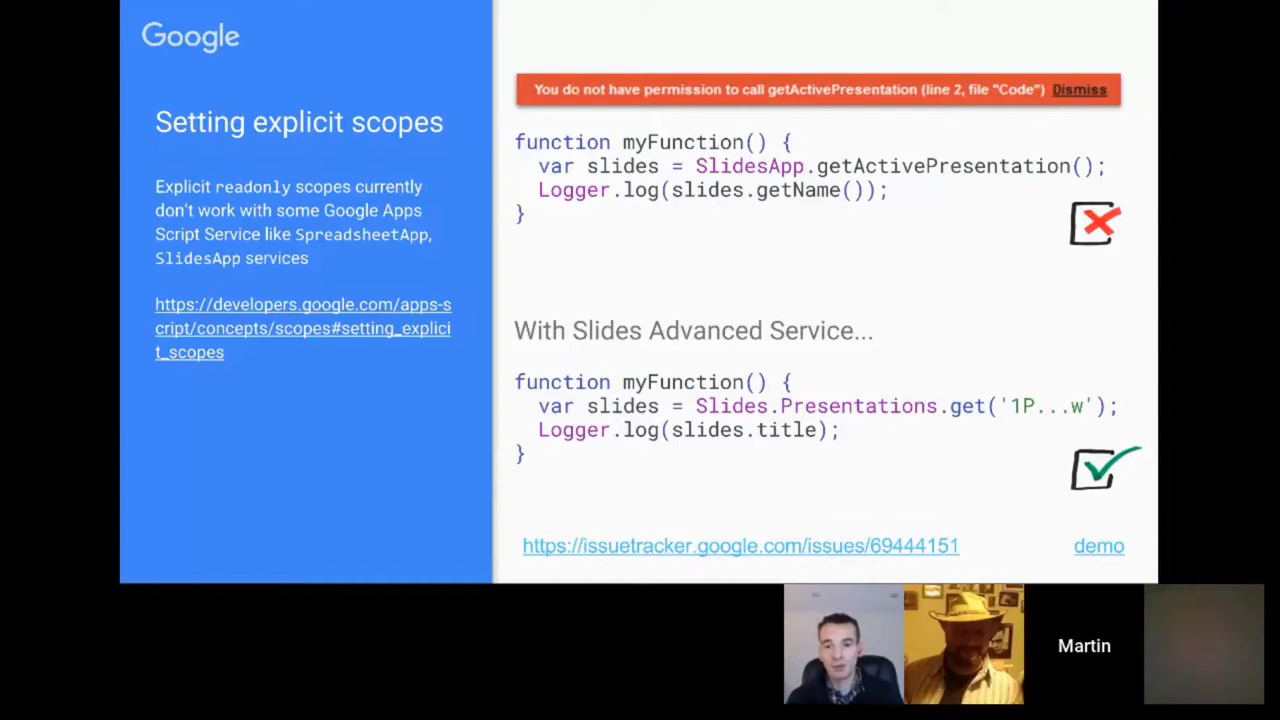 Google
Setting explicit scopes
Explicit readonly scopes currently
don't work with some Google Apps
Script Service like SpreadsheetApp,
SlidesApp services
https://developers.google.com/apps-s
cript/concepts/scopes#setting_explici
t_scopes
You do not have permission to call getActivePresentation (line 2, file "Code") Dismiss
function myFunction() {
var slides = SlidesApp.getActivePresentation();
Logger.log(slides.getName());
}
With Slides Advanced Service...
function myFunction() {
var slides = Slides.Presentations.get('1P...w');
Logger.log(slides.title);
}
https://issuetracker.google.com/issues/69444151 demo
Martin